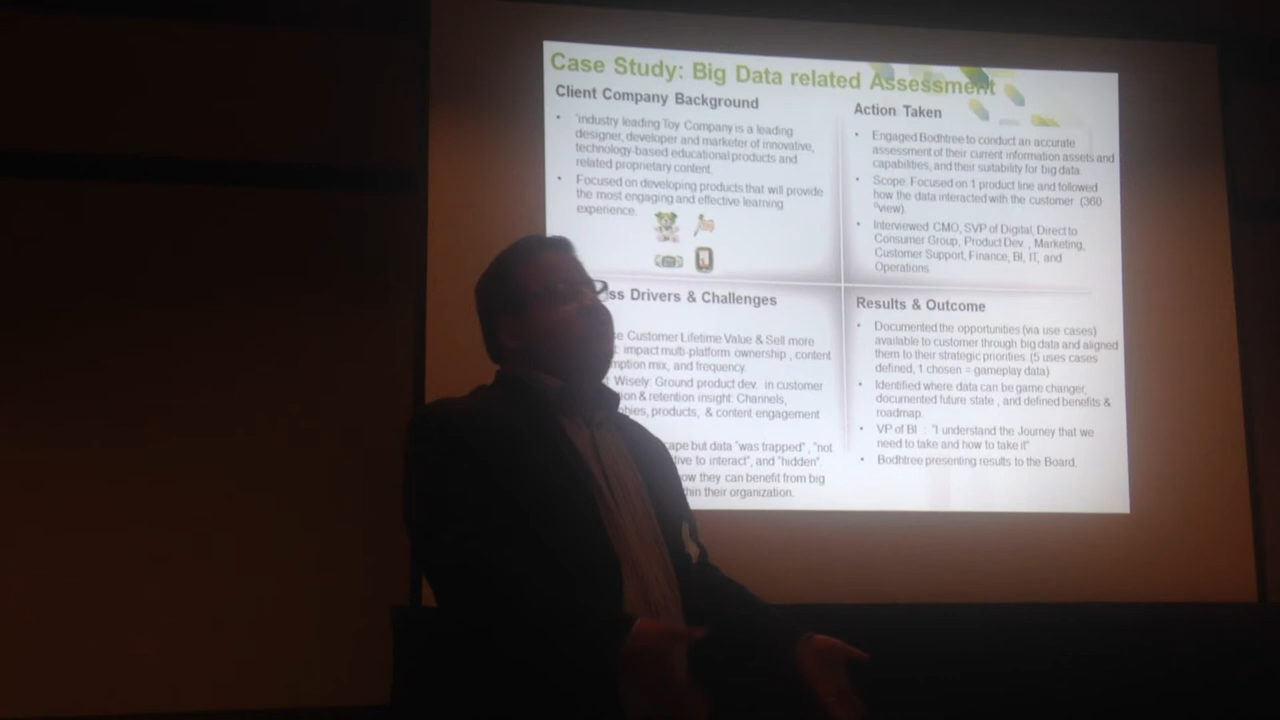 Case Study: Big Data related Assessment
Client Company Background
• 'industry leading Toy Company is a leading
designer, developer and marketer of innovative,
technology-based educational products and
related proprietary content.
• Focused on developing products that will provide
the most engaging and effective learning
experience.
Action Taken
• Engaged Bodhtree to conduct an accurate
assessment of their current information assets and
capabilities, and their suitability for big data.
• Scope: Focused on 1 product line and followed
how the data interacted with the customer (360
°view).
• Interviewed CMO, SVP of Digital, Direct to
Consumer Group, Product Dev., Marketing,
Customer Support, Finance, BI, IT, and
Operations.
ss Drivers & Challenges
e Customer Lifetime Value & Sell more
: impact multi-platform ownership, content
mption mix, and frequency.
Wisely: Ground product dev. in customer
on & retention insight: Channels,
phies, products, & content engagement
cape but data "was trapped", "not
tive to interact", and "hidden".
ow they can benefit from big
hin their organization.
Results & Outcome
• Documented the opportunities (via use cases)
available to customer through big data and aligned
them to their strategic priorities. (5 uses cases
defined, 1 chosen = gameplay data)
• Identified where data can be game changer,
documented future state, and defined benefits &
roadmap.
• VP of BI : "I understand the Journey that we
need to take and how to take it"
• Bodhtree presenting results to the Board.